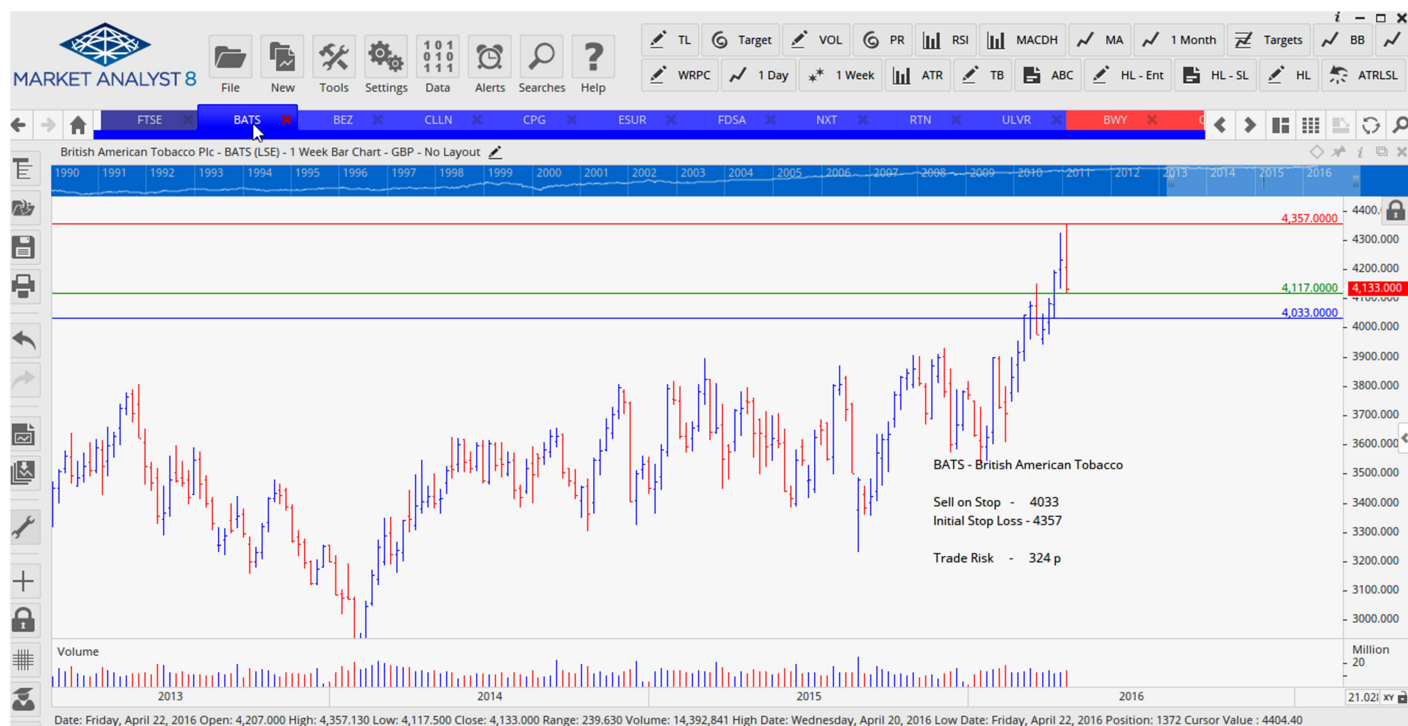 MARKET ANALYST 8
File New Tools Settings Data Alerts Searches Help
TL Target VOL PR RSI MACDH MA 1 Month Targets BB
WRPC 1 Day 1 Week ATR TB ABC HL - Ent HL - SL HL ATRLSL
FTSE BATS BEZ CLLN CPG ESUR FDSA NXT RTN ULVR BWY
British American Tobacco Plc - BATS (LSE) - 1 Week Bar Chart - GBP - No Layout
1990 1991 1992 1993 1994 1995 1996 1997 1998 1999 2000 2001 2002 2003 2004 2005 2006 2007 2008 2009 2010 2011 2012 2013 2014 2015 2016
4,357.0000
4400.
4300.000
4200.000
4,117.0000
4,133.000
4100.000
4,033.0000
4000.000
3900.000
3800.000
3700.000
3600.000
3500.000
3400.000
3300.000
3200.000
3100.000
3000.000
BATS - British American Tobacco
Sell on Stop - 4033
Initial Stop Loss - 4357
Trade Risk - 324 p
Volume
Million
20
2013 2014 2015 2016
21.02 XY
Date: Friday, April 22, 2016 Open: 4,207.000 High: 4,357.130 Low: 4,117.500 Close: 4,133.000 Range: 239.630 Volume: 14,392,841 High Date: Wednesday, April 20, 2016 Low Date: Friday, April 22, 2016 Position: 1372 Cursor Value : 4404.40